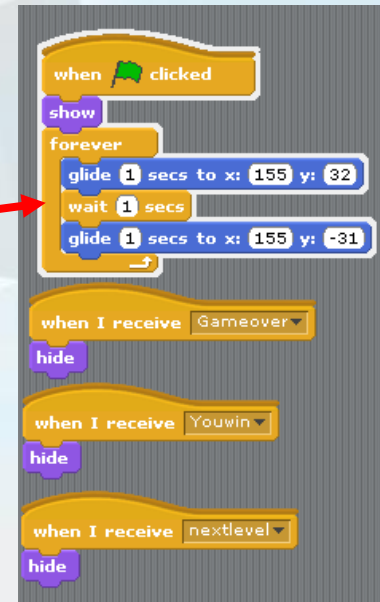 when clicked
show
forever
glide 1 secs to x: 155 y: 32
wait 1 secs
glide 1 secs to x: 155 y: -31
when I receive Gameover
hide
when I receive Youwin
hide
when I receive nextlevel
hide